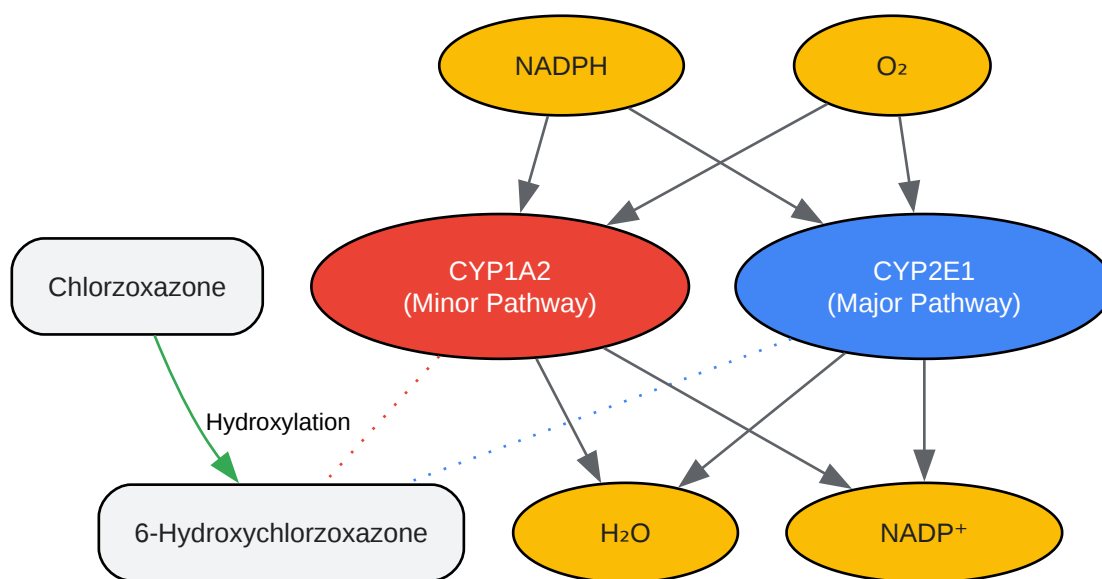 NADPH
O₂
Chlorzoxazone
CYP1A2
(Minor Pathway)
CYP2E1
(Major Pathway)
Hydroxylation
6-Hydroxychlorzoxazone
H₂O
NADP⁺